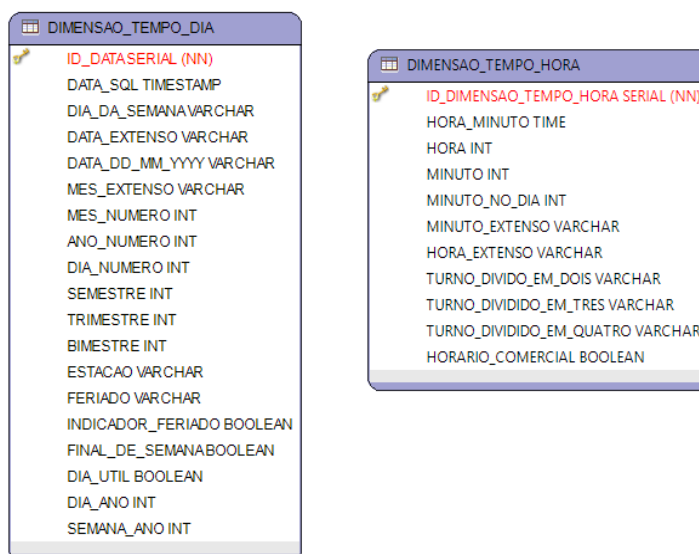 DIMENSAO_TEMPO_DIA
ID_DATASERIAL (NN)
DATA_SQL TIMESTAMP
DIA_DA_SEMANAVARCHAR
DATA_EXTENSO VARCHAR
DATA_DD_MM_YYYY VARCHAR
MES_EXTENSO VARCHAR
MES_NUMERO INT
ANO_NUMERO INT
DIA_NUMERO INT
SEMESTRE INT
TRIMESTRE INT
BIMESTRE INT
ESTACAO VARCHAR
FERIADO VARCHAR
INDICADOR_FERIADO BOOLEAN
FINAL_DE_SEMANABOOLEAN
DIA_UTIL BOOLEAN
DIA_ANO INT
SEMANA_ANO INT
DIMENSAO_TEMPO_HORA
ID_DIMENSAO_TEMPO_HORA SERIAL (NN)
HORA_MINUTO TIME
HORA INT
MINUTO INT
MINUTO_NO_DIA INT
MINUTO_EXTENSO VARCHAR
HORA_EXTENSO VARCHAR
TURNO_DIVIDO_EM_DOIS VARCHAR
TURNO_DIVIDIDO_EM_TRES VARCHAR
TURNO_DIVIDIDO_EM_QUATRO VARCHAR
HORARIO_COMERCIAL BOOLEAN